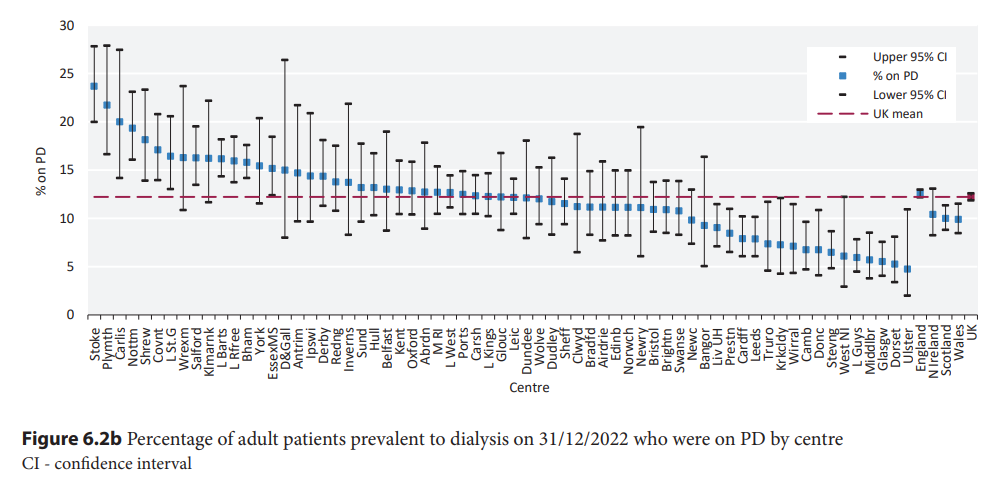 30
25
20
15
10
5
0
% on PD
Upper 95% CI
% on PD
Lower 95% CI
UK mean
Stoke
Plymth
Carlis
Nottm
Shrew
Covnt
L St.G
Wrexm
Salford
Klmarnk
L Barts
L Rfree
Bham
York
EssexMS
D&Gall
Antrim
Ipswi
Derby
Redng
Inverns
Sund
Hull
Belfast
Kent
Oxford
Abrdn
M RI
L West
Ports
Carsh
L Kings
Glouc
Leic
Dundee
Wolve
Dudley
Sheff
Clwyd
Bradfd
Airdrie
Edinb
Norwch
Newry
Bristol
Brightn
Swanse
Newc
Bangor
Liv UH
Prestn
Cardff
Leeds
Truro
Krkcldy
Wirral
Camb
Donc
Stevng
West NI
L Guys
Middlbr
Glasgw
Dorset
Ulster
England
N Ireland
Scotland
Wales
UK
Centre
Figure 6.2b Percentage of adult patients prevalent to dialysis on 31/12/2022 who were on PD by centre
CI - confidence interval